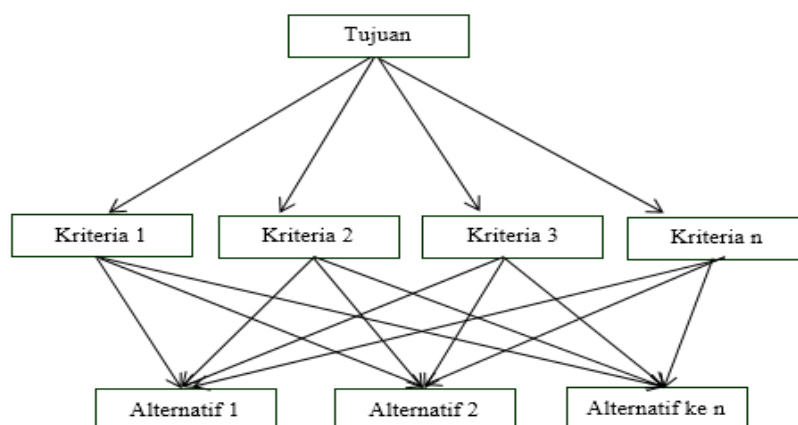 Tujuan
Kriteria 1
Kriteria 2
Kriteria 3
Kriteria n
Alternatif 1
Alternatif 2
Alternatif ke n